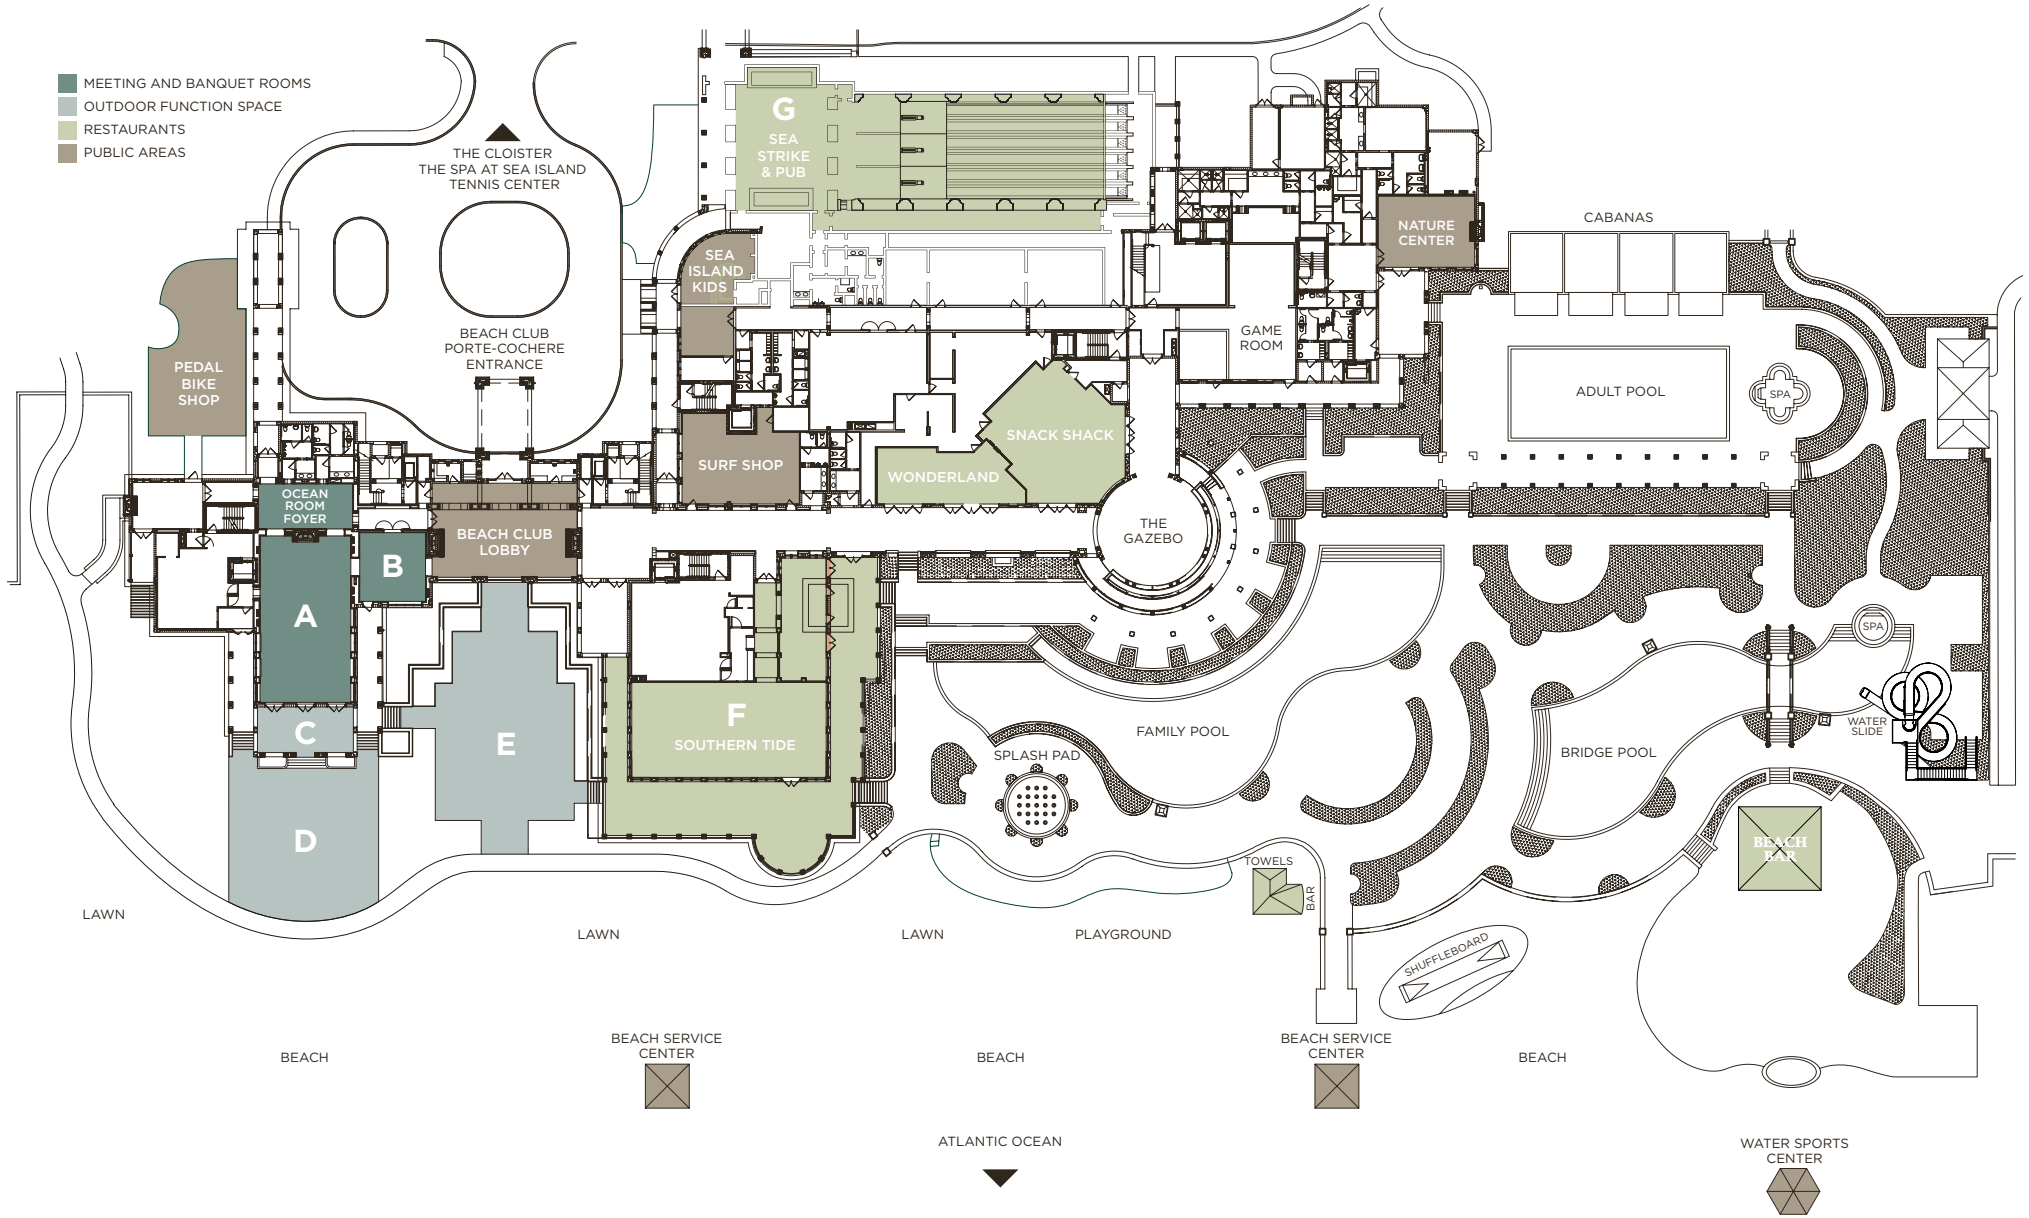 MEETING AND BANQUET ROOMS
OUTDOOR FUNCTION SPACE
RESTAURANTS
PUBLIC AREAS
THE CLOISTER
THE SPA AT SEA ISLAND
TENNIS CENTER
G
SEA
STRIKE
& PUB
NATURE
CENTER
CABANAS
SEA
ISLAND
KIDS
BEACH CLUB
PORTE-COCHERE
ENTRANCE
GAME
ROOM
PEDAL
BIKE
SHOP
ADULT POOL
SPA
SNACK SHACK
SURF SHOP
WONDERLAND
OCEAN
ROOM
FOYER
BEACH CLUB
LOBBY
THE
GAZEBO
B
A
SPA
C
E
F
SOUTHERN TIDE
FAMILY POOL
SPLASH PAD
BRIDGE POOL
WATER
SLIDE
D
BEACH
BAR
TOWELS
BAR
LAWN
LAWN
LAWN
PLAYGROUND
SHUFFLEBOARD
BEACH
BEACH SERVICE
CENTER
BEACH
BEACH SERVICE
CENTER
BEACH
ATLANTIC OCEAN
WATER SPORTS
CENTER